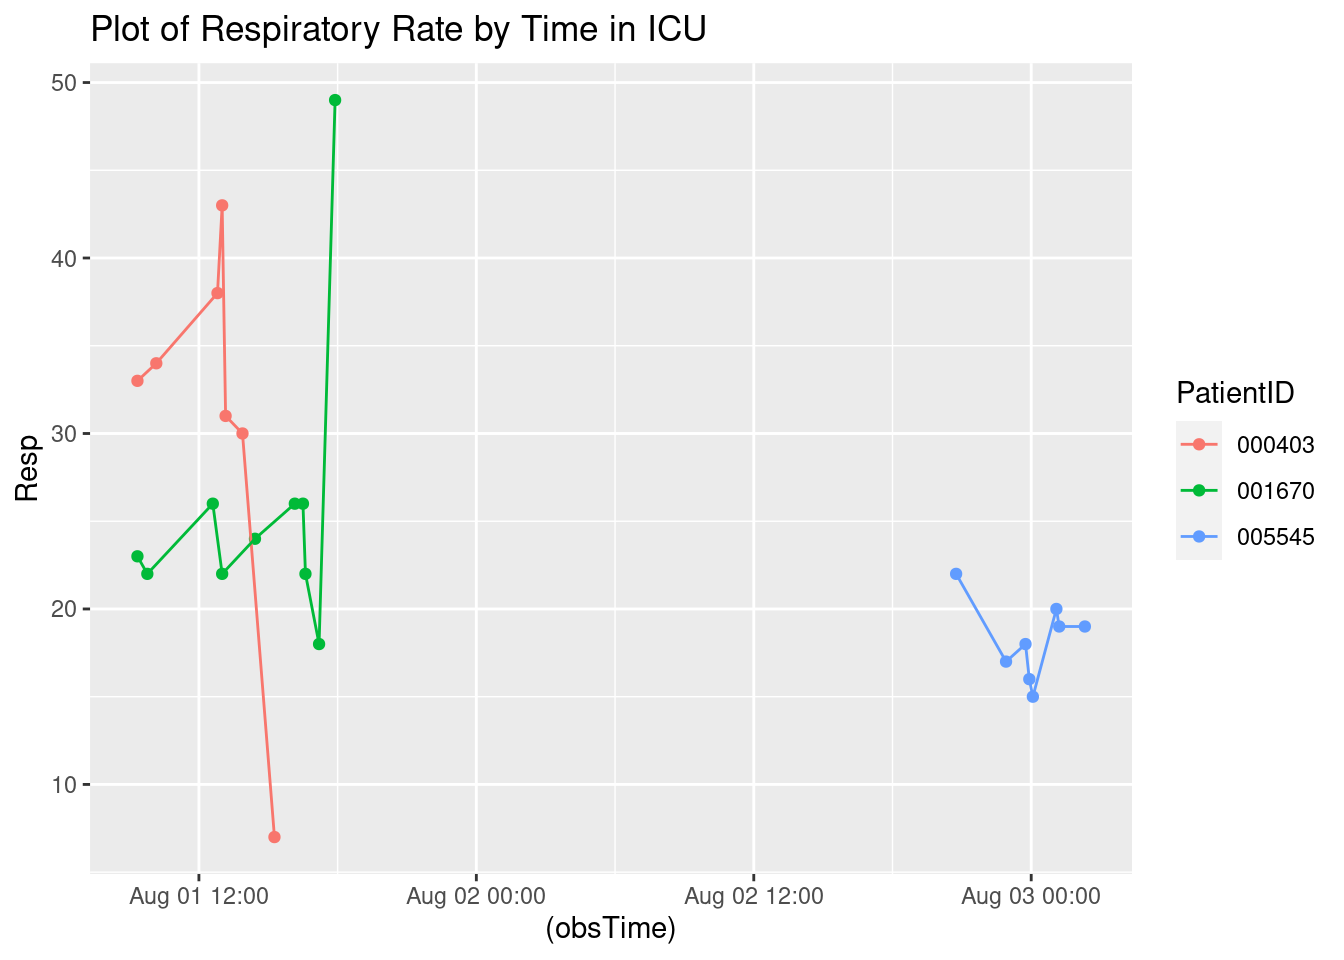 Plot of Respiratory Rate by Time in ICU
50
40
30
20
10
Resp
Aug 01 12:00
Aug 02 00:00
Aug 02 12:00
Aug 03 00:00
(obsTime)
PatientID
000403
001670
005545